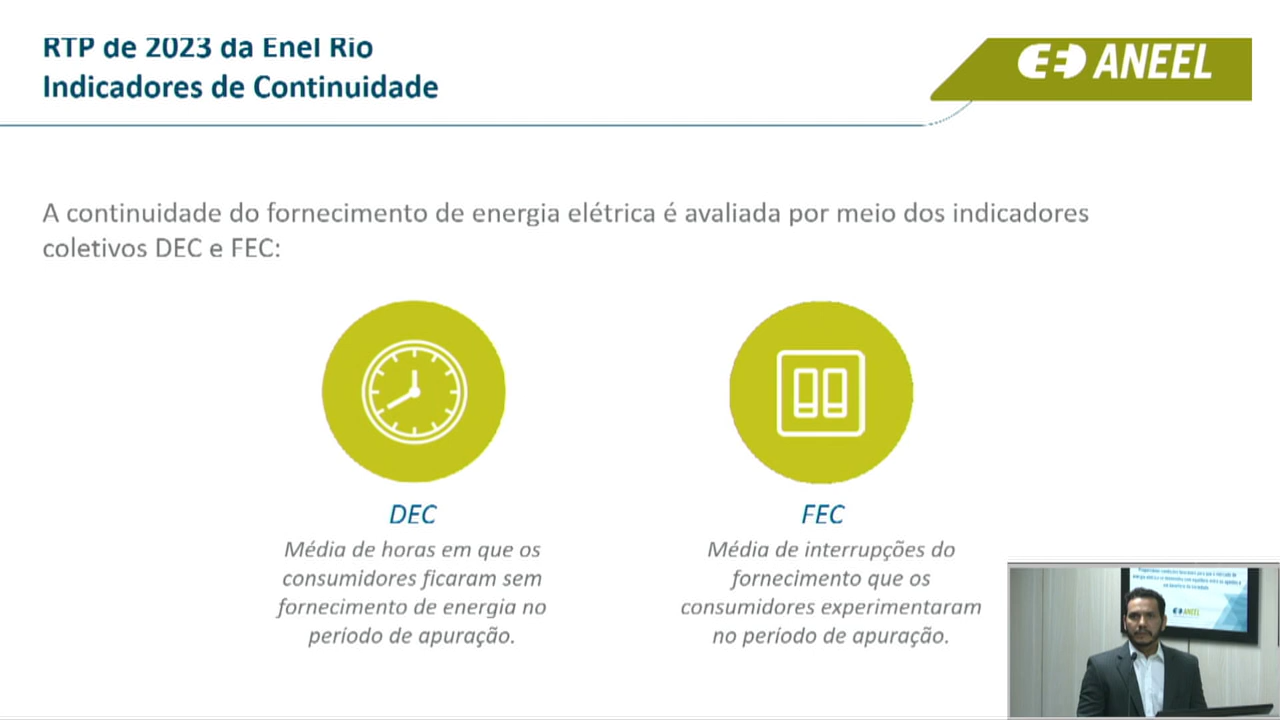 RTP de 2023 da Enel Rio
Indicadores de Continuidade
ANEEL
A continuidade do fornecimento de energia elétrica é avaliada por meio dos indicadores
coletivos DEC e FEC:
DEC
Média de horas em que os
consumidores ficaram sem
fornecimento de energia no
período de apuração.
FEC
Média de interrupções do
fornecimento que os
consumidores experimentaram
no período de apuração.
ANEEL